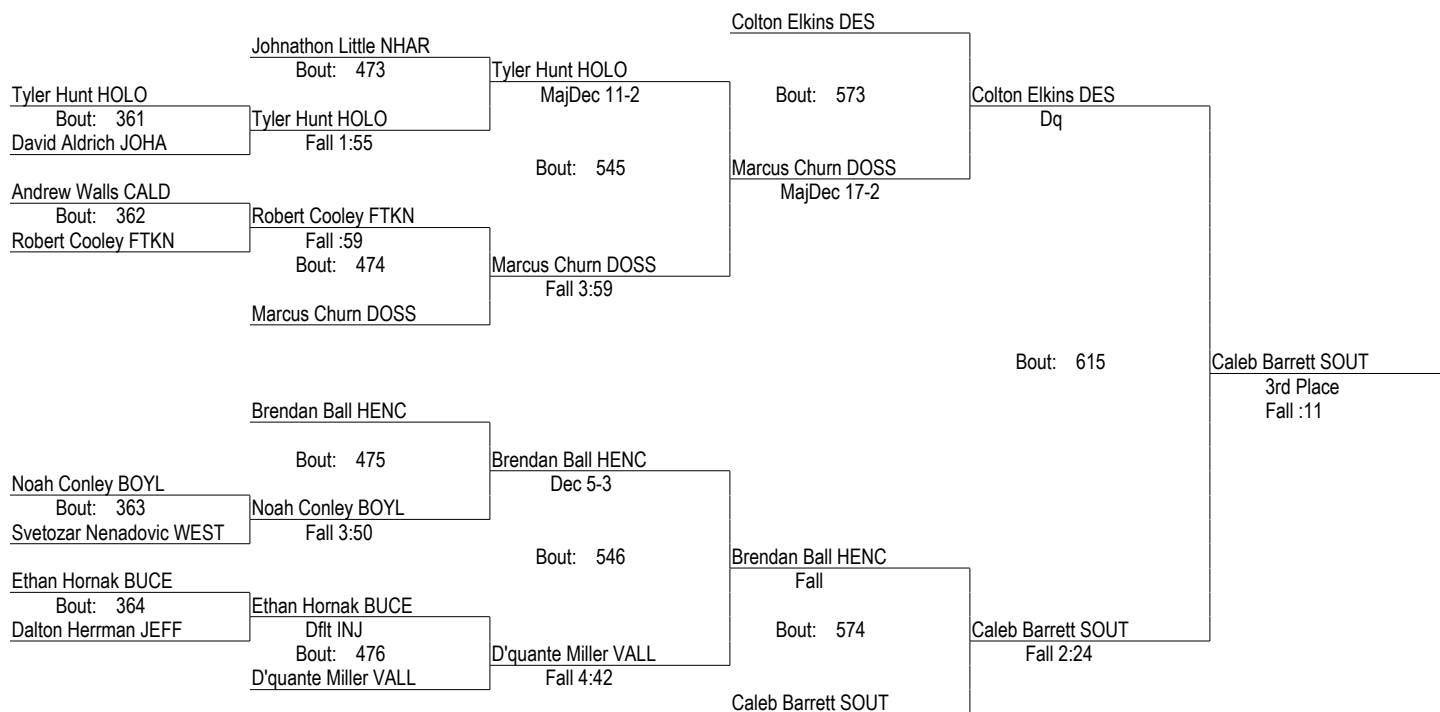 Colton Elkins DES
Johnathon Little NHAR
Bout: 473
Tyler Hunt HOLO
MajDec 11-2
Tyler Hunt HOLO
Bout: 573
Colton Elkins DES
Bout: 361
Tyler Hunt HOLO
Dq
David Aldrich JOHA
Fall 1:55
Bout: 545
Marcus Churn DOSS
Andrew Walls CALD
MajDec 17-2
Bout: 362
Robert Cooley FTKN
Robert Cooley FTKN
Fall :59
Bout: 474
Marcus Churn DOSS
Fall 3:59
Marcus Churn DOSS
Bout: 615
Caleb Barrett SOUT
3rd Place
Brendan Ball HENC
Fall :11
Bout: 475
Brendan Ball HENC
Noah Conley BOYL
Dec 5-3
Bout: 363
Noah Conley BOYL
Svetozar Nenadovic WEST
Fall 3:50
Bout: 546
Brendan Ball HENC
Ethan Hornak BUCE
Fall
Bout: 364
Ethan Hornak BUCE
Dalton Herrman JEFF
Dflt INJ
Bout: 574
Caleb Barrett SOUT
Bout: 476
D'quante Miller VALL
Fall 2:24
D'quante Miller VALL
Fall 4:42
Caleb Barrett SOUT